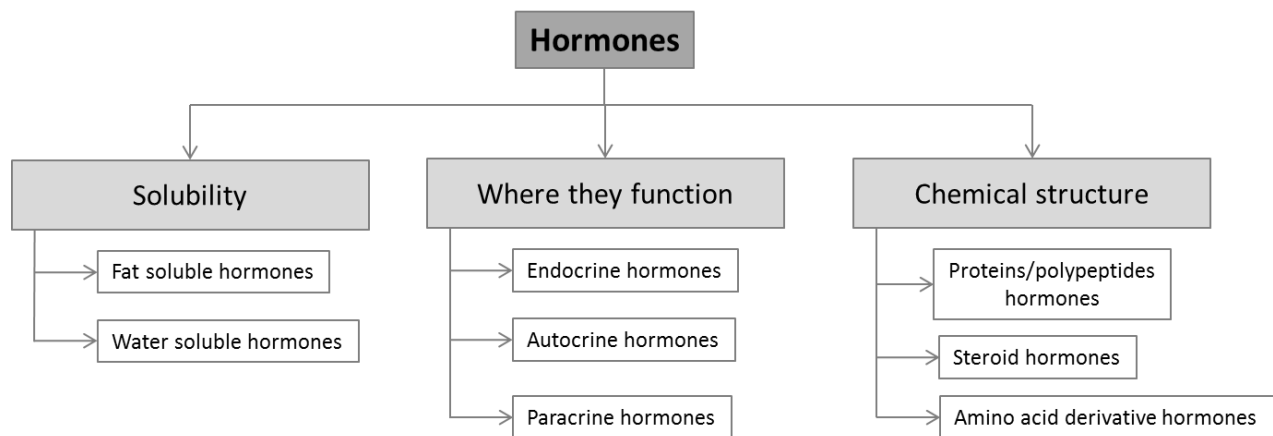 Hormones
Solubility
Fat soluble hormones
Water soluble hormones
Where they function
Endocrine hormones
Autocrine hormones
Paracrine hormones
Chemical structure
Proteins/polypeptides
hormones
Steroid hormones
Amino acid derivative hormones